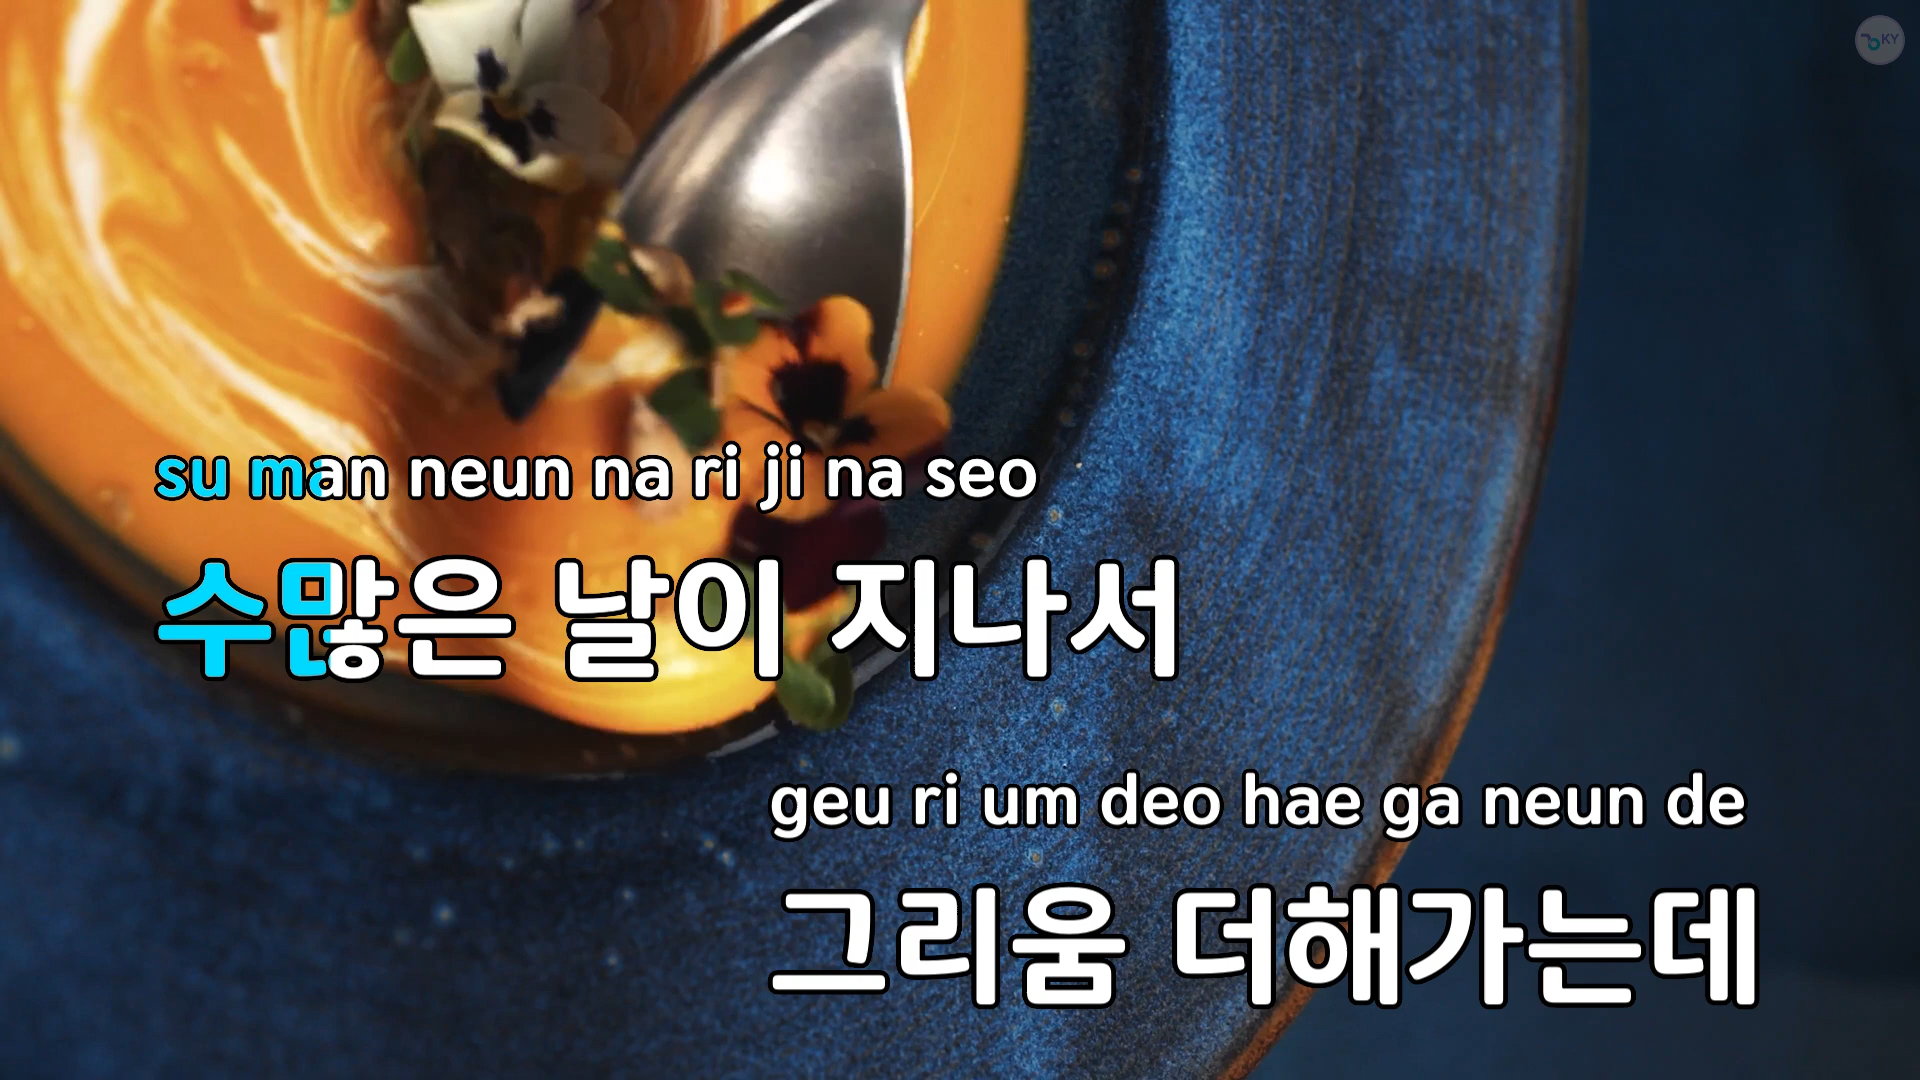 KY
su man neun na ri ji na seo
수많은 날이 지나서
geu ri um deo hae ga neun de
그리움 더해가는데